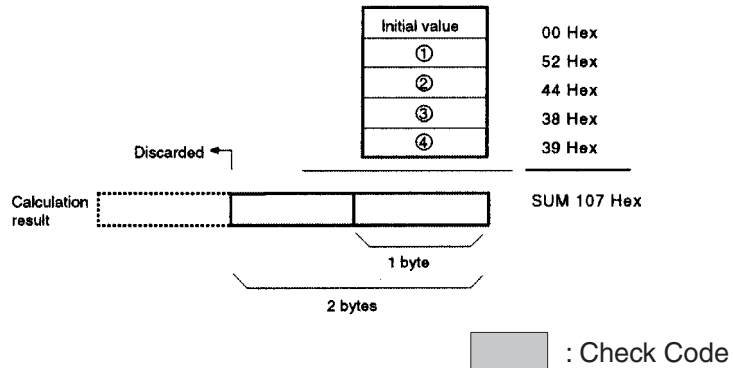 Initial value 00 Hex
① 52 Hex
② 44 Hex
③ 38 Hex
④ 39 Hex
Discarded
Calculation result SUM 107 Hex
1 byte
2 bytes
: Check Code